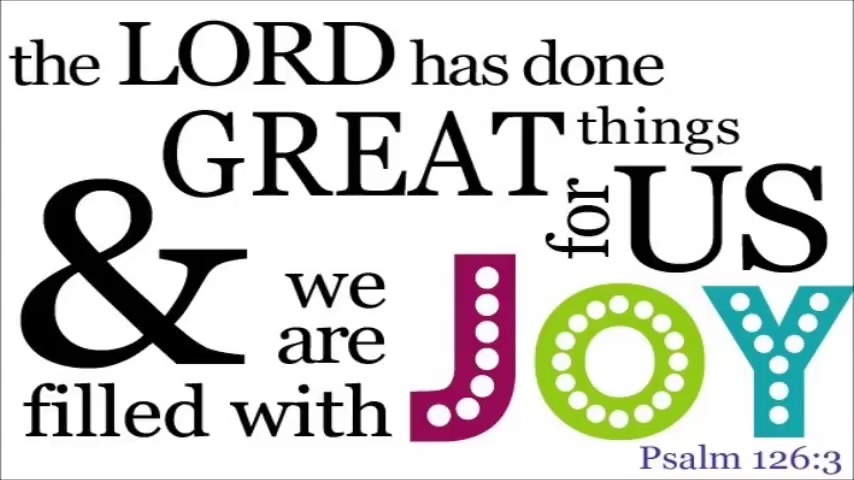 the LORD has done
GREAT things
for US
& we
are
filled with JOY
Psalm 126:3